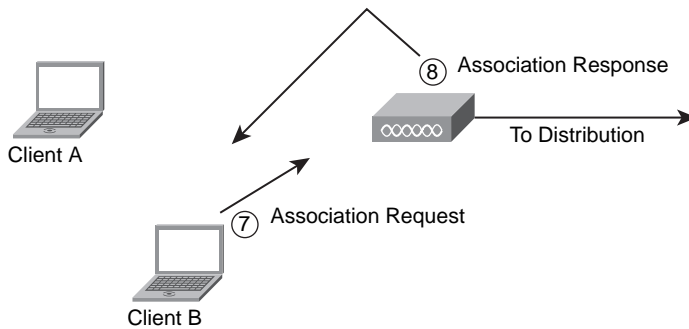 ⑧ Association Response
To Distribution
Client A
⑦ Association Request
Client B